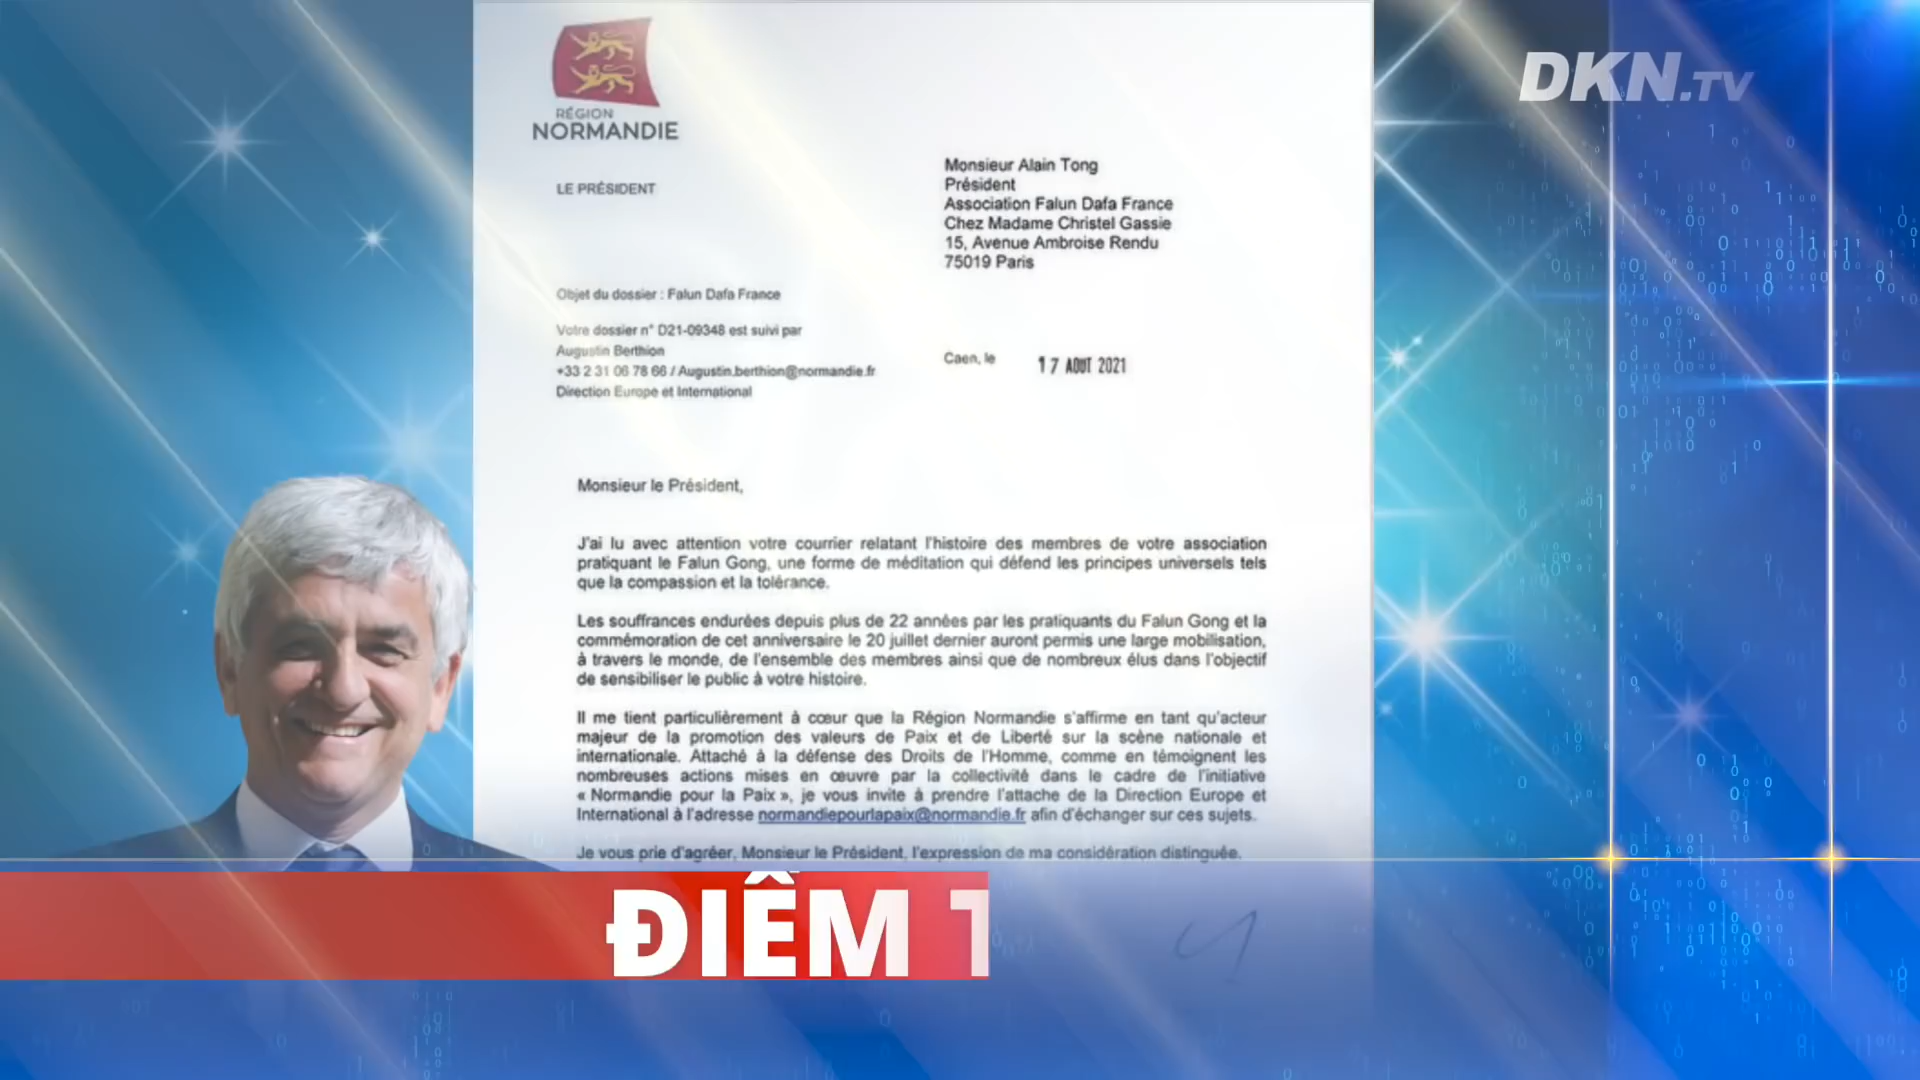 DKN.TV
RÉGION
NORMANDIE
LE PRÉSIDENT
Monsieur Alain Tong
Président
Association Falun Dafa France
Chez Madame Christel Gassie
15, Avenue Ambroise Rendu
75019 Paris
Objet du dossier : Falun Dafa France
Votre dossier n° D21-09348 est suivi par
Augustin Berthion
+33 2 31 06 78 66 / Augustin.berthion@normandie.fr
Direction Europe et International
Caen, le 17 AOUT 2021
Monsieur le Président,
J'ai lu avec attention votre courrier relatant l'histoire des membres de votre association
pratiquant le Falun Gong, une forme de méditation qui défend les principes universels tels
que la compassion et la tolérance.
Les souffrances endurées depuis plus de 22 années par les pratiquants du Falun Gong et la
commémoration de cet anniversaire le 20 juillet dernier auront permis une large mobilisation,
à travers le monde, de l'ensemble des membres ainsi que de nombreux élus dans l'objectif
de sensibiliser le public à votre histoire.
Il me tient particulièrement à cœur que la Région Normandie s'affirme en tant qu'acteur
majeur de la promotion des valeurs de Paix et de Liberté sur la scène nationale et
internationale. Attaché à la défense des Droits de l'Homme, comme en témoignent les
nombreuses actions mises en œuvre par la collectivité dans le cadre de l'initiative
« Normandie pour la Paix », je vous invite à prendre l'attache de la Direction Europe et
International à l'adresse normandiepourlapaix@normandie.fr afin d'échanger sur ces sujets.
Je vous prie d'agréer, Monsieur le Président, l'expression de ma considération distinguée.
ĐIỂM T